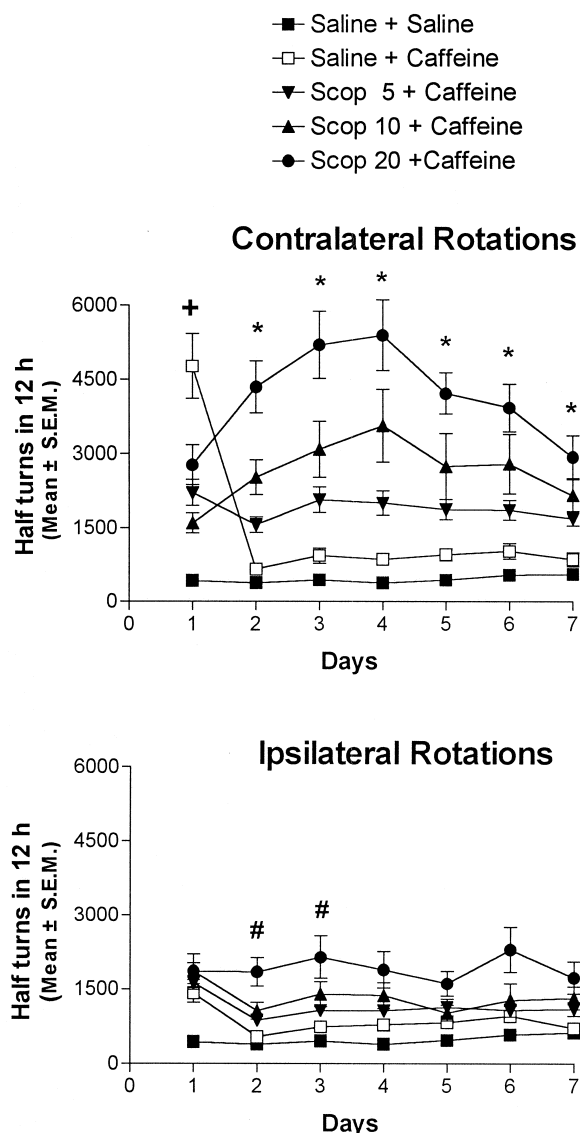 Saline + Saline
Saline + Caffeine
Scop 5 + Caffeine
Scop 10 + Caffeine
Scop 20 +Caffeine
Contralateral Rotations
+ * * * * * *
6000
4500
3000
1500
0
Half turns in 12 h
(Mean ± S.E.M.)
0 1 2 3 4 5 6 7
Days
Ipsilateral Rotations
# #
6000
4500
3000
1500
0
Half turns in 12 h
(Mean ± S.E.M.)
0 1 2 3 4 5 6 7
Days